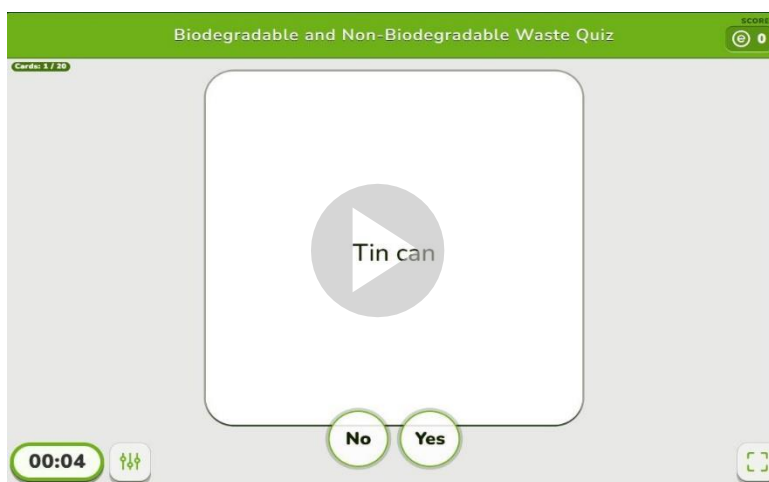 Biodegradable and Non-Biodegradable Waste Quiz
SCORE
e 0
Cards: 1 / 20
Tin can
No
Yes
00:04